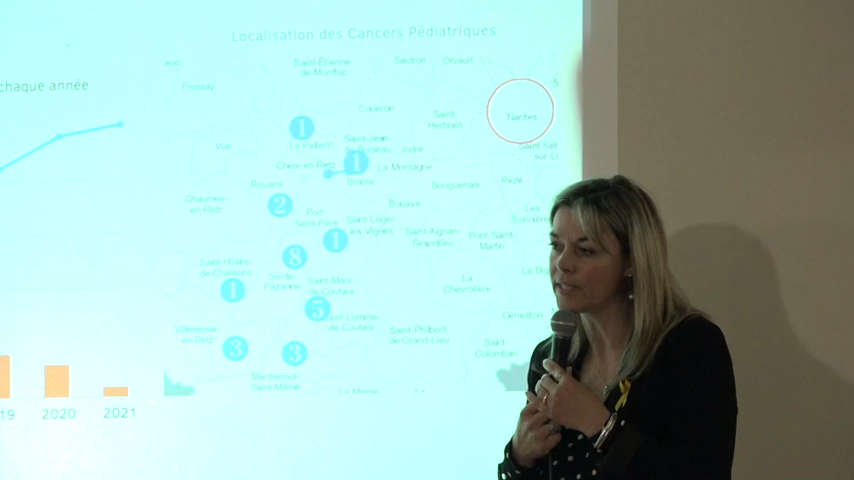 Localisation des Cancers Pédiatriques
chaque année
Saint-Étienne-
de-Montluc
Sautron
Orvault
Frossay
Couëron
Saint-
Herblain
Nantes
1
Le Pellerin
Saint-Jean-
de-Boiseau
Indre
Vue
Cheix-en-Retz
1
La Montagne
Brains
Rouans
Bouguenais
Rezé
Chaumes-
en-Retz
2
Port-
Saint-Père
Bouaye
Les
Sorinières
Saint-Léger-
les-Vignes
1
Saint-Aignan-
Grandlieu
Pont-Saint-
Martin
8
Saint-Hilaire-
de-Chaléons
1
Sainte-
Pazanne
Saint-Mars-
de-Coutais
La
Chevrolière
Le Big
5
Saint-Lumine-
de-Coutais
Geneston
Villeneuve-
en-Retz
Saint-Philbert-
de-Grand-Lieu
Saint-
Colomban
3
3
Machecoul-
Saint-Même
La Marne
19
2020
2021